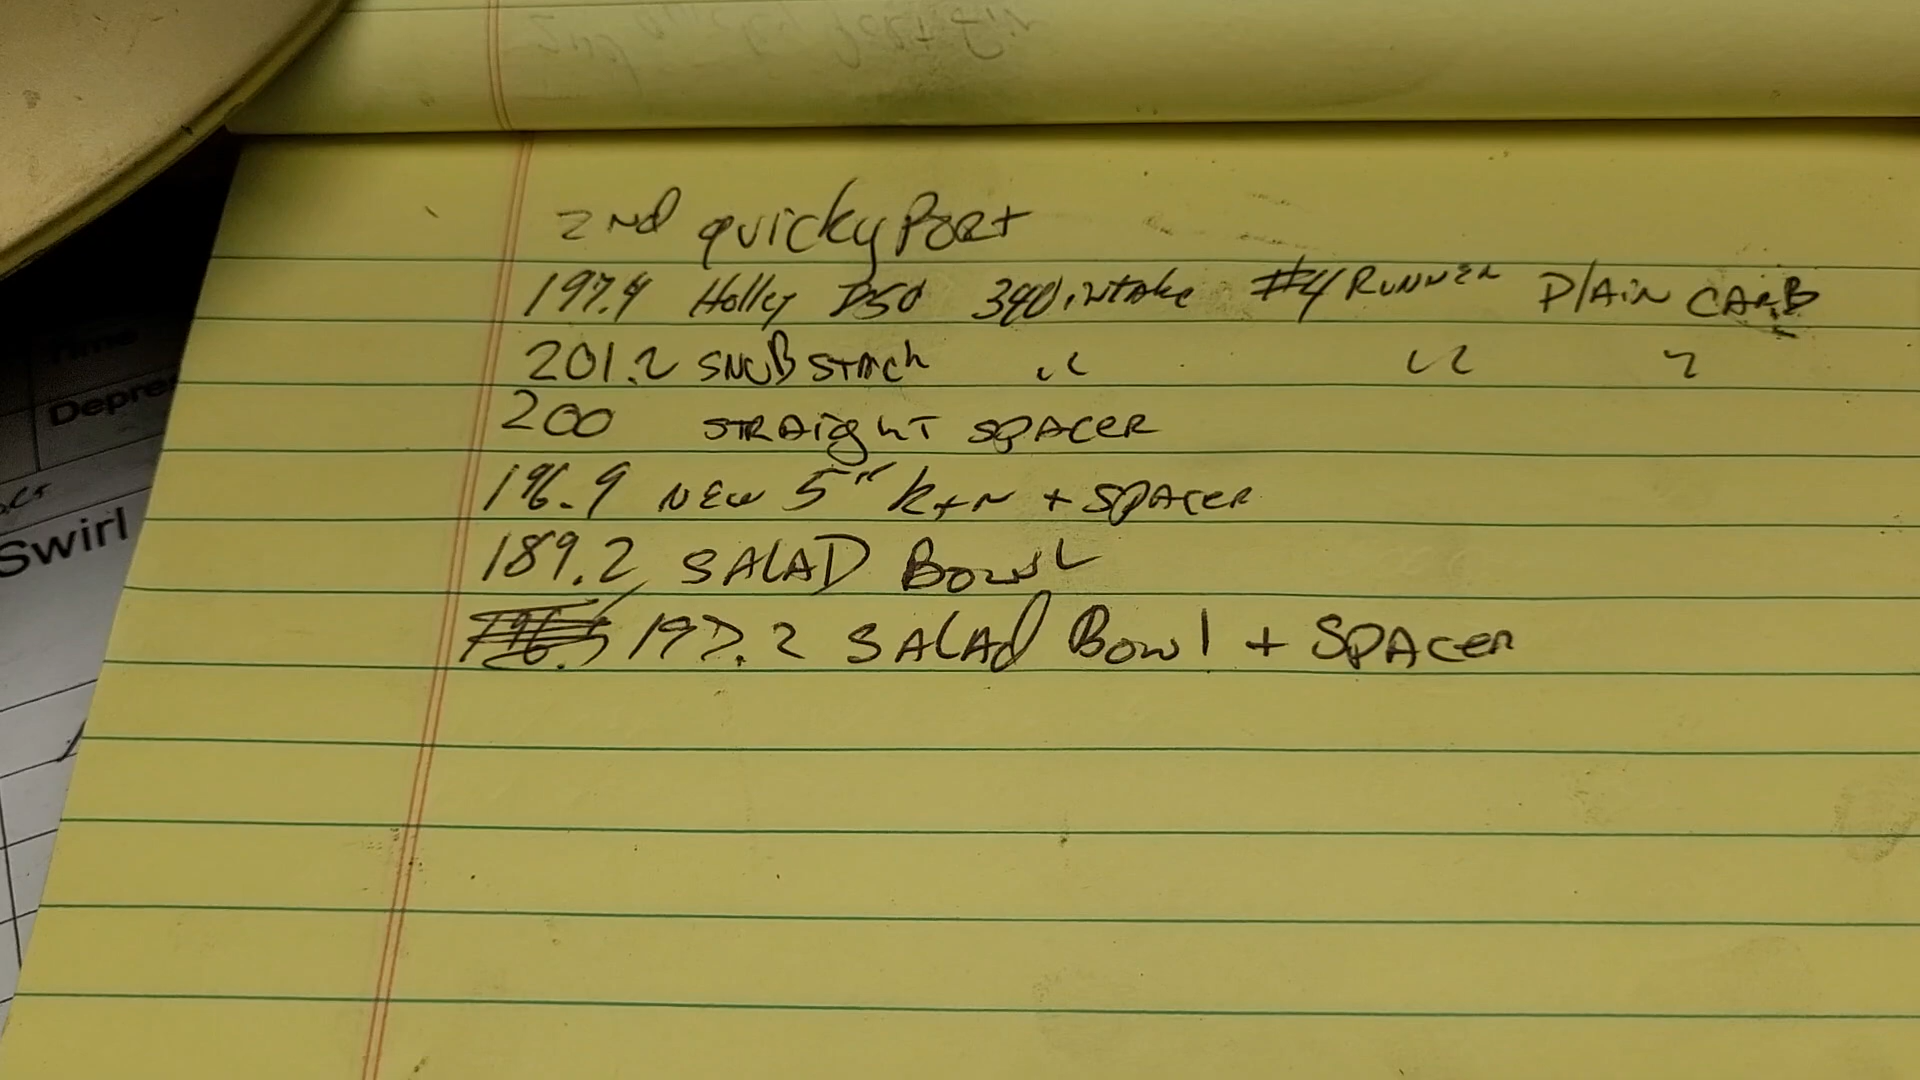 2nd quicky Port
197.4 Holley 750 340 intake #4 Runner Plain CARB
201.2 SNUB STACK " " "
200 STRAIGHT SPACER
196.9 NEW 5" K+N + SPACER
189.2 SALAD BOWL
197.2 SALAd Bowl + SPACER
Time
Depre
Swirl